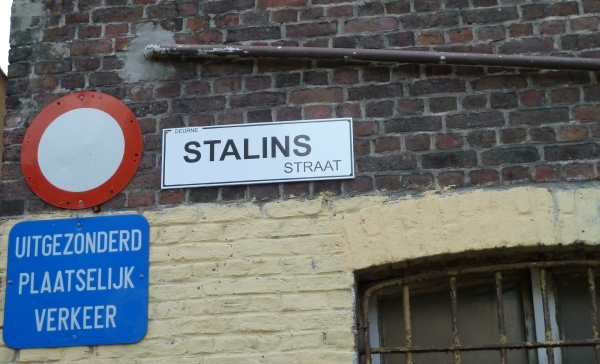 DEURNE
STALINS
STRAAT
UITGEZONDERD
PLAATSELIJK
VERKEER